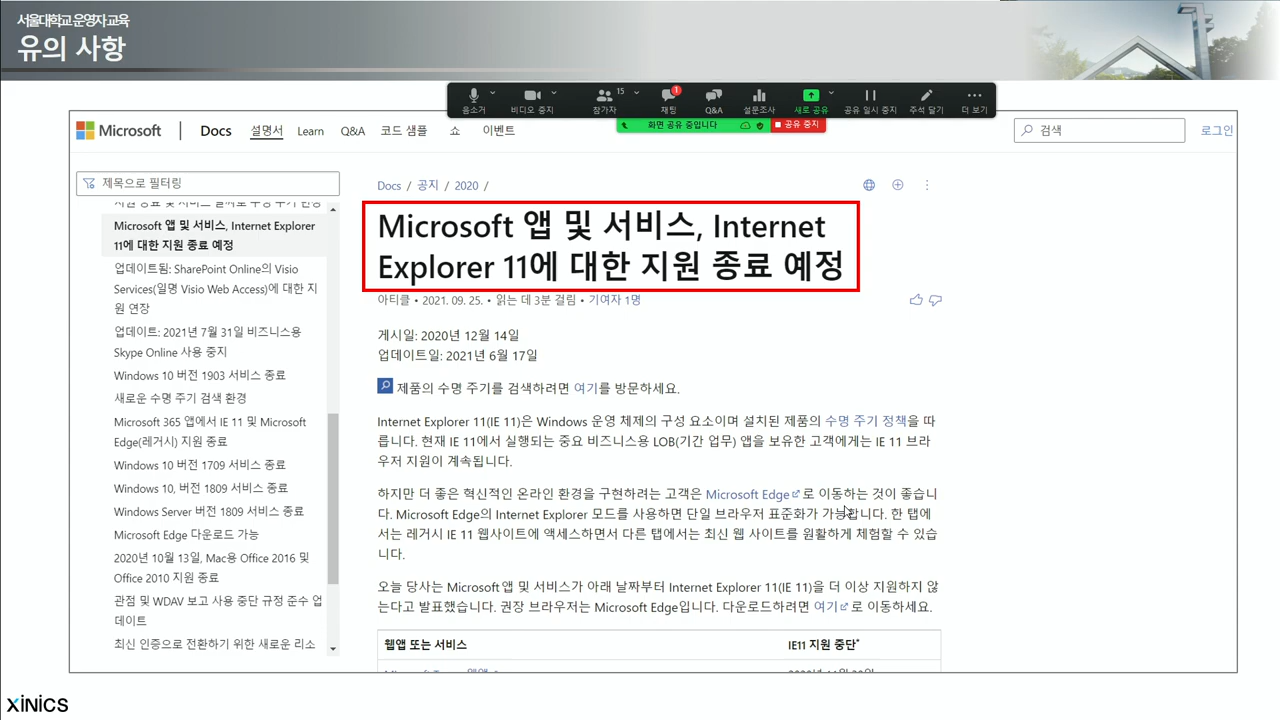 서울대학교 운영자 교육
유의 사항
음소거 비디오 중지 참가자 15 채팅 1 Q&A 설문조사 새로 공유 공유 일시 중지 주석 달기 더 보기
화면 공유 중입니다 공유 중지
Microsoft Docs 설명서 Learn Q&A 코드 샘플 쇼 이벤트 검색 로그인
제목으로 필터링
Microsoft 앱 및 서비스, Internet Explorer
11에 대한 지원 종료 예정
업데이트됨: SharePoint Online의 Visio
Services(일명 Visio Web Access)에 대한 지
원 연장
업데이트: 2021년 7월 31일 비즈니스용
Skype Online 사용 중지
Windows 10 버전 1903 서비스 종료
새로운 수명 주기 검색 환경
Microsoft 365 앱에서 IE 11 및 Microsoft
Edge(레거시) 지원 종료
Windows 10 버전 1709 서비스 종료
Windows 10, 버전 1809 서비스 종료
Windows Server 버전 1809 서비스 종료
Microsoft Edge 다운로드 가능
2020년 10월 13일, Mac용 Office 2016 및
Office 2010 지원 종료
관점 및 WDAV 보고 사용 중단 규정 준수 업
데이트
최신 인증으로 전환하기 위한 새로운 리소
Docs / 공지 / 2020 /
Microsoft 앱 및 서비스, Internet
Explorer 11에 대한 지원 종료 예정
아티클 • 2021. 09. 25. • 읽는 데 3분 걸림 • 기여자 1명
게시일: 2020년 12월 14일
업데이트일: 2021년 6월 17일
제품의 수명 주기를 검색하려면 여기를 방문하세요.
Internet Explorer 11(IE 11)은 Windows 운영 체제의 구성 요소이며 설치된 제품의 수명 주기 정책을 따
릅니다. 현재 IE 11에서 실행되는 중요 비즈니스용 LOB(기간 업무) 앱을 보유한 고객에게는 IE 11 브라
우저 지원이 계속됩니다.
하지만 더 좋은 혁신적인 온라인 환경을 구현하려는 고객은 Microsoft Edge 로 이동하는 것이 좋습니
다. Microsoft Edge의 Internet Explorer 모드를 사용하면 단일 브라우저 표준화가 가능합니다. 한 탭에
서는 레거시 IE 11 웹사이트에 액세스하면서 다른 탭에서는 최신 웹 사이트를 원활하게 체험할 수 있습
니다.
오늘 당사는 Microsoft 앱 및 서비스가 아래 날짜부터 Internet Explorer 11(IE 11)을 더 이상 지원하지 않
는다고 발표했습니다. 권장 브라우저는 Microsoft Edge입니다. 다운로드하려면 여기 로 이동하세요.
웹앱 또는 서비스 IE11 지원 중단*
XINICS